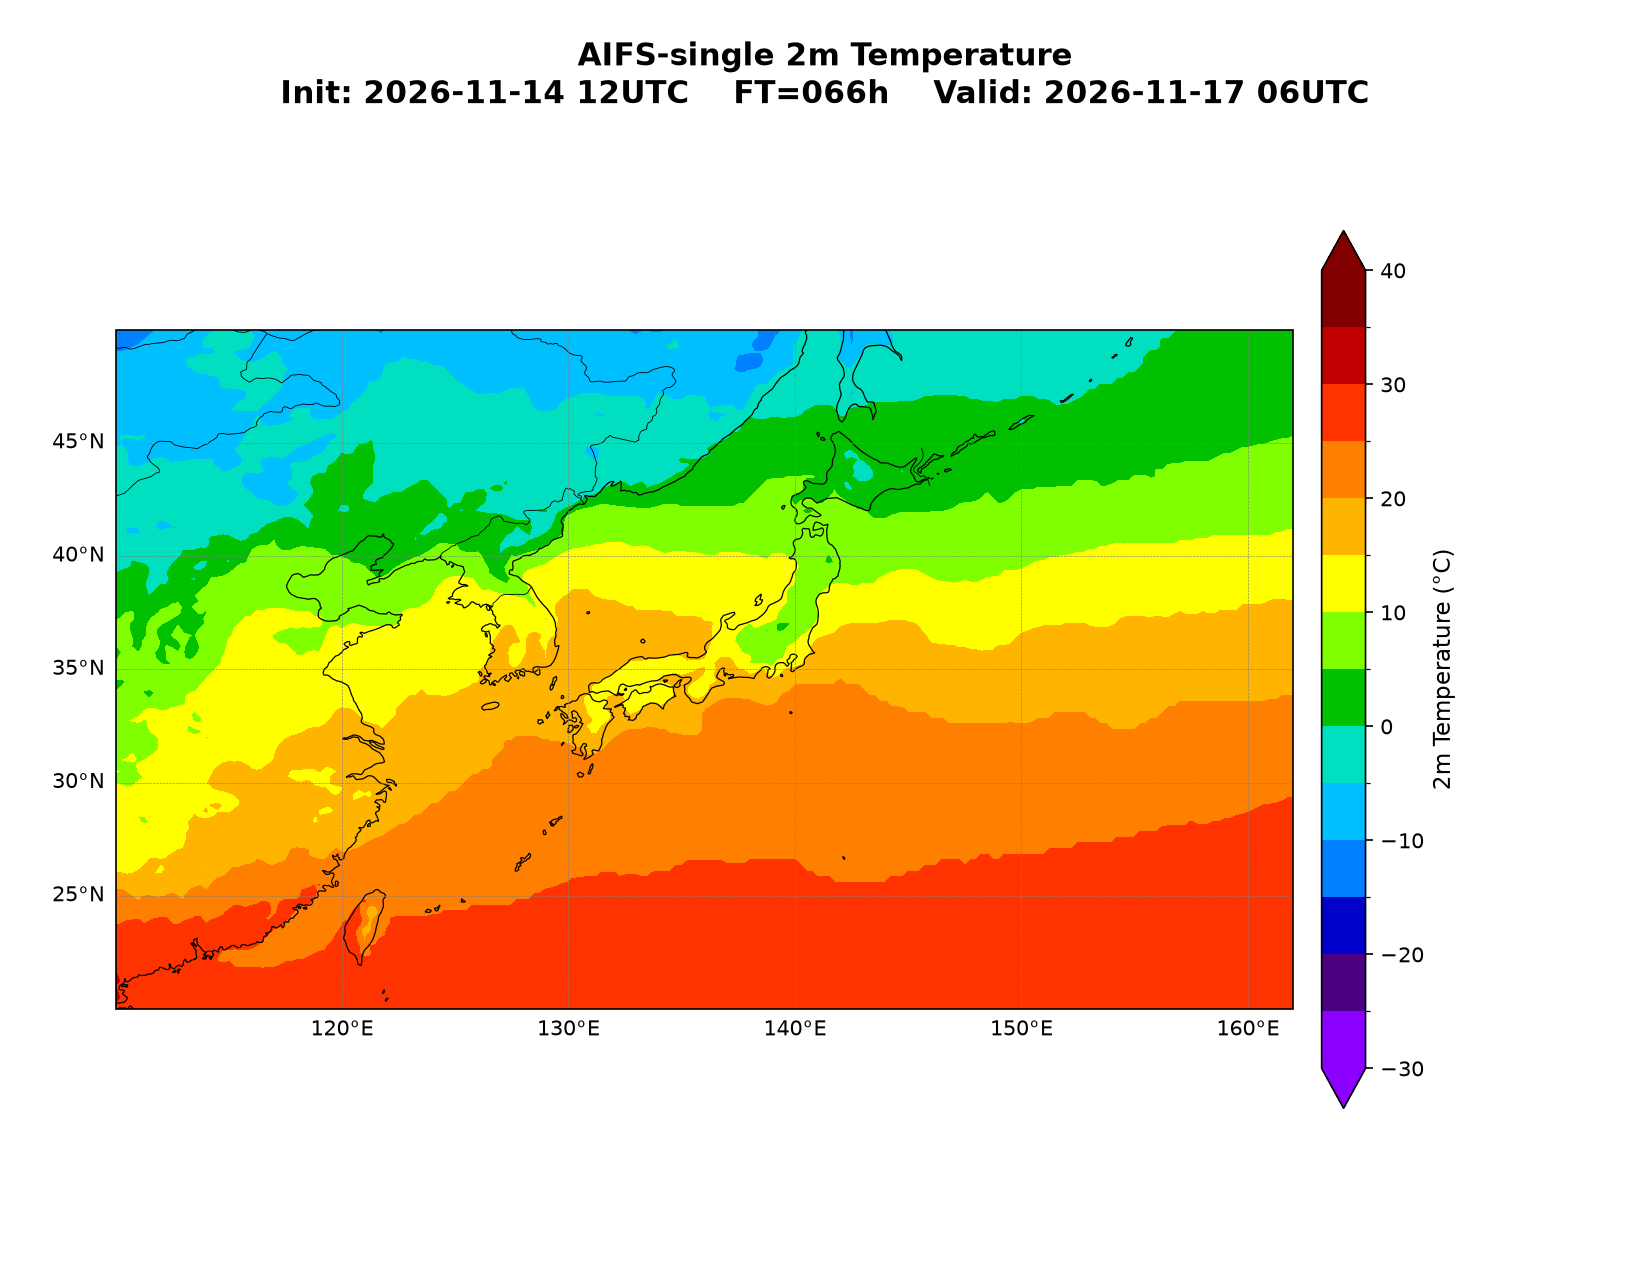 AIFS-single 2m Temperature
Init: 2026-11-14 12UTC    FT=066h    Valid: 2026-11-17 06UTC
45°N
40°N
35°N
30°N
25°N
120°E
130°E
140°E
150°E
160°E
40
30
20
10
0
−10
−20
−30
2m Temperature (°C)